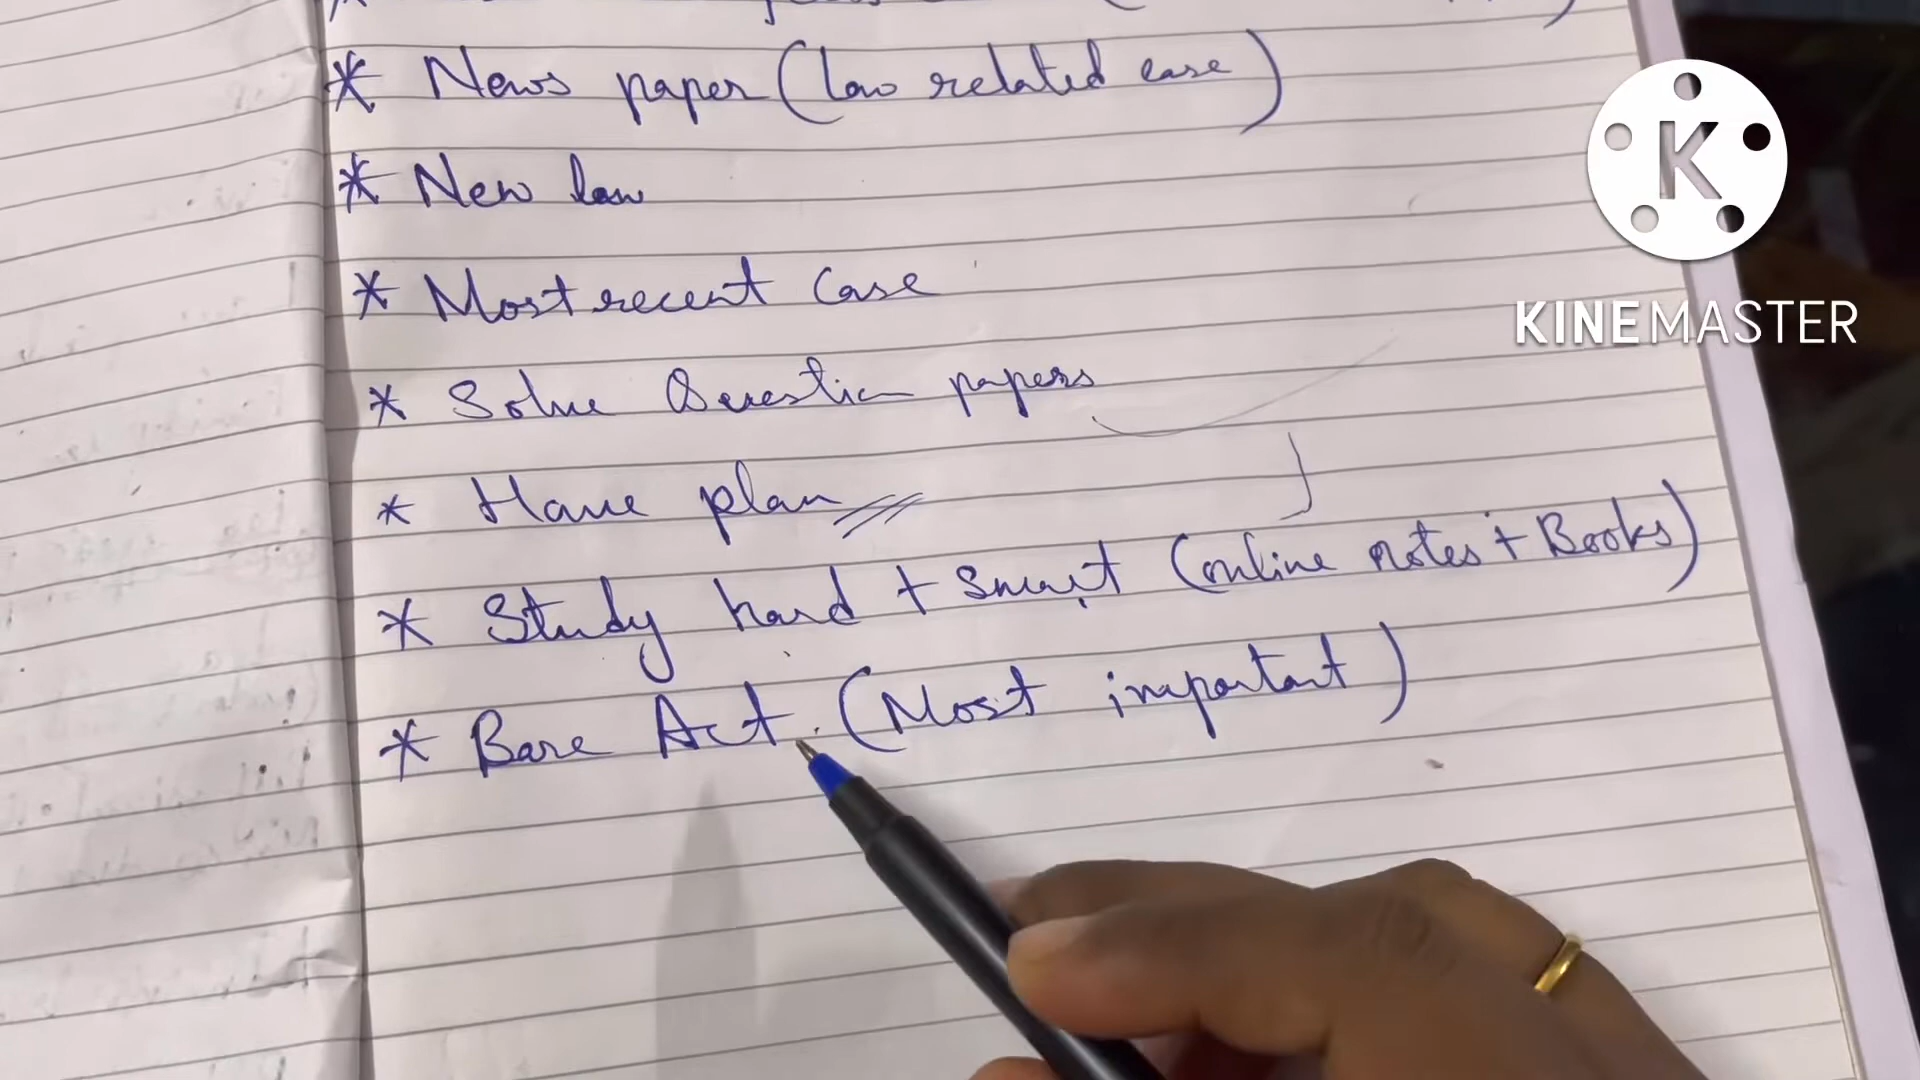 * News paper (law related case)
* New law
* Most recent case
* Solve Question papers
* Have plan
* Study hard + Smart (online notes + Books)
* Bare Act. (Most important)
K
KINEMASTER